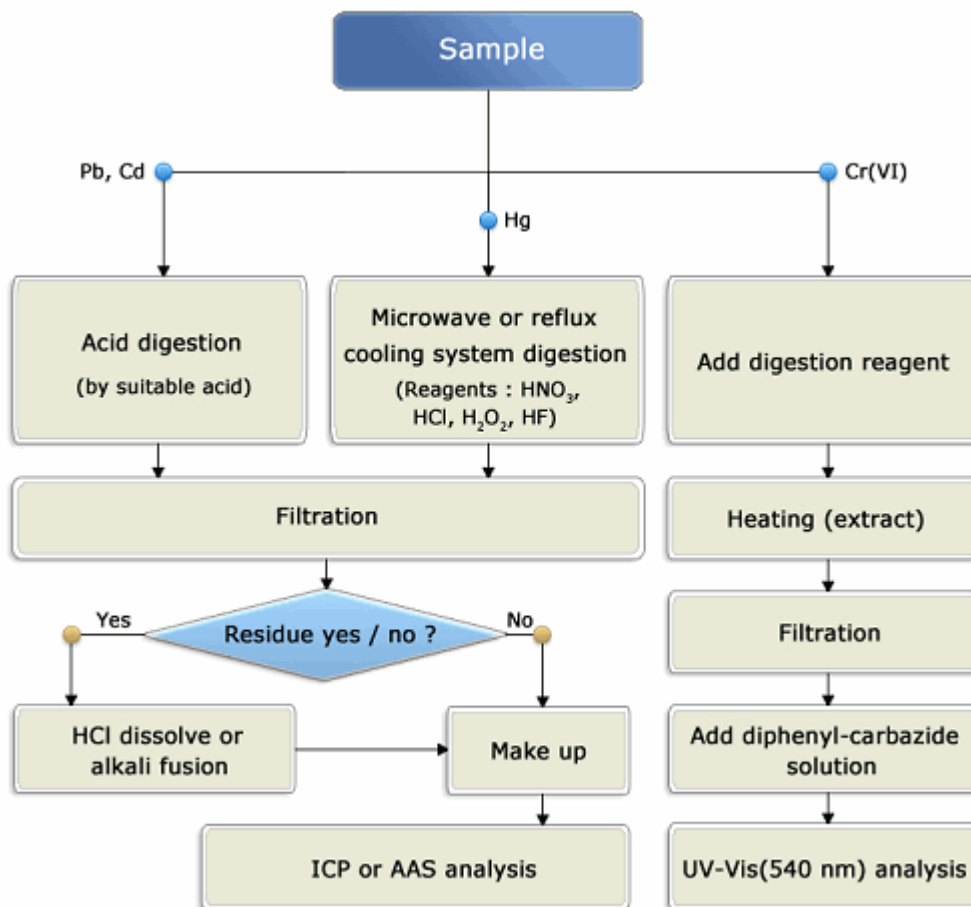 Sample
Pb, Cd
Cr(VI)
Hg
Acid digestion
(by suitable acid)
Microwave or reflux
cooling system digestion
(Reagents : HNO₃,
HCl, H₂O₂, HF)
Add digestion reagent
Filtration
Heating (extract)
Yes
Residue yes / no ?
No
Filtration
HCl dissolve or
alkali fusion
Make up
Add diphenyl-carbazide
solution
ICP or AAS analysis
UV-Vis(540 nm) analysis